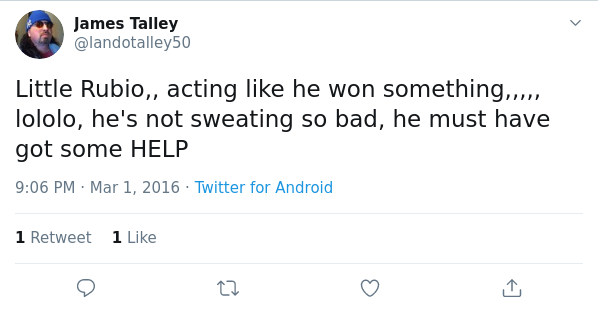 James Talley
@landotalley50
Little Rubio,, acting like he won something,,,,,
lololo, he's not sweating so bad, he must have
got some HELP
9:06 PM · Mar 1, 2016 · Twitter for Android
1 Retweet 1 Like